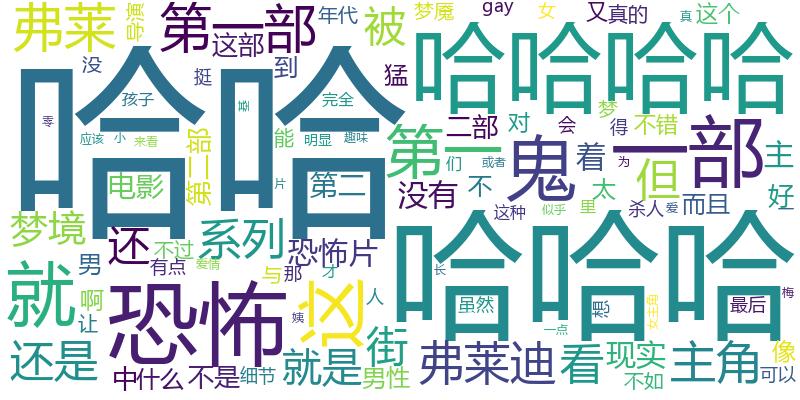 弗莱
导演
第一部
这部
年代
被
梦魇
gay
女
又
真的
真
这个
没
挺
到
猛
哈哈哈哈
哈哈
零
孩子
基
完全
应该
小
来看
第二部
能
明显
趣味
第一
二部
对
会
梦
得
不错
一部
主
们
或者
鬼
着
为
但
电影
片
第二
没有
不
太
好
梦境
还
系列
恐怖片
这种
似乎
里
杀人
爱
而且
不过
男
有点
爱情
与
那
才
哈哈哈
长
就
啊
让
恐怖
姨
这
人
虽然
想
女主角
最后
梅
街
一点
还是
中什么
不是
细节
就是
男性
弗莱迪
看
现实
不如
主角
像
可以